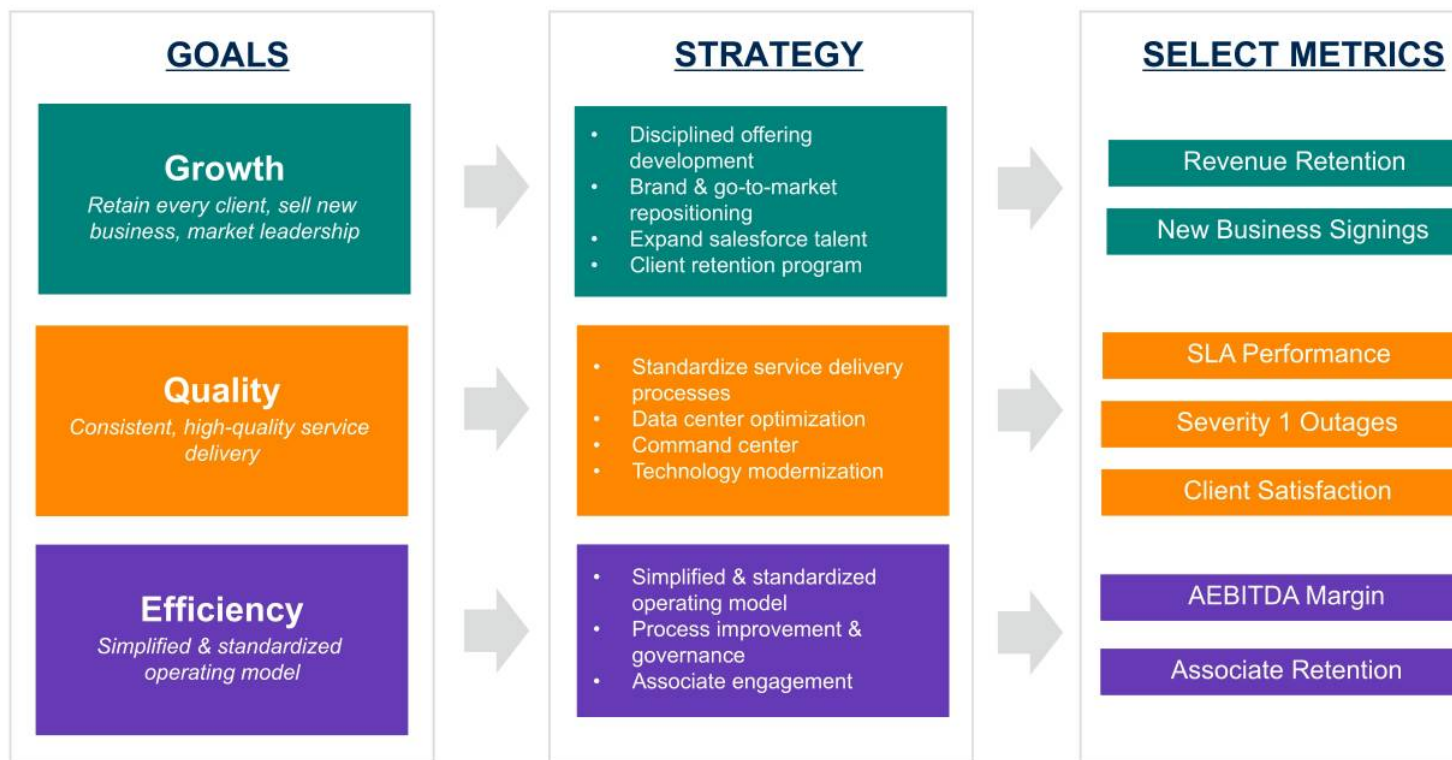 GOALS
Growth
Retain every client, sell new
business, market leadership
Quality
Consistent, high-quality service
delivery
Efficiency
Simplified & standardized
operating model
STRATEGY
• Disciplined offering
development
• Brand & go-to-market
repositioning
• Expand salesforce talent
• Client retention program
• Standardize service delivery
processes
• Data center optimization
• Command center
• Technology modernization
• Simplified & standardized
operating model
• Process improvement &
governance
• Associate engagement
SELECT METRICS
Revenue Retention
New Business Signings
SLA Performance
Severity 1 Outages
Client Satisfaction
AEBITDA Margin
Associate Retention